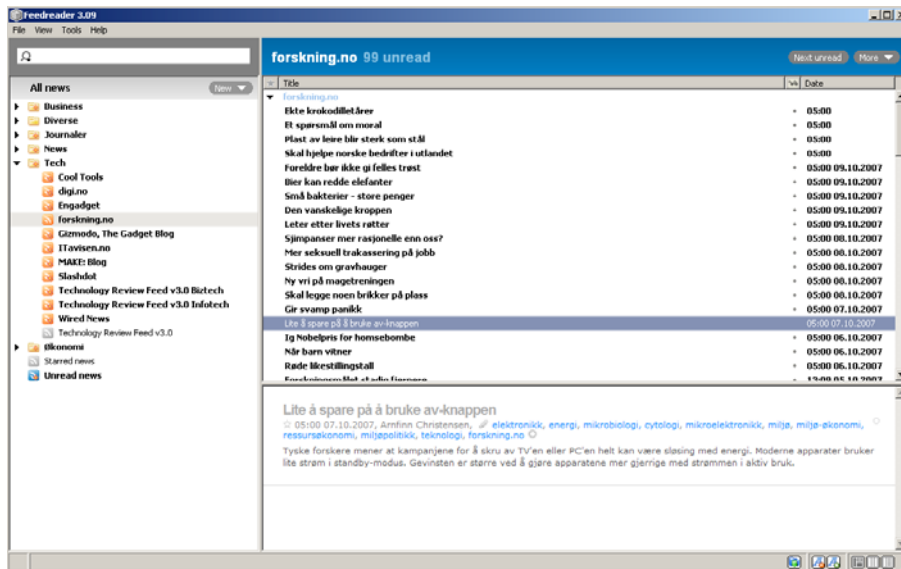 Feedreader 3.09
File View Tools Help
forskning.no 99 unread
Next unread
More
All news
New
Title
Date
Business
Diverse
Journaler
News
Tech
Cool Tools
digi.no
Engadget
forskning.no
Gizmodo, The Gadget Blog
ITavisen.no
MAKE: Blog
Slashdot
Technology Review Feed v3.0 Biztech
Technology Review Feed v3.0 Infotech
Wired News
Technology Review Feed v3.0
Økonomi
Starred news
Unread news
forskning.no
Ekte krokodilletårer 05:00
Et spørsmål om moral 05:00
Plast av leire blir sterk som stål 05:00
Skal hjelpe norske bedrifter i utlandet 05:00
Foreldre bør ikke gi felles trøst 05:00 09.10.2007
Bier kan redde elefanter 05:00 09.10.2007
Små bakterier - store penger 05:00 09.10.2007
Den vanskelige kroppen 05:00 09.10.2007
Leter etter livets røtter 05:00 09.10.2007
Sjimpanser mer rasjonelle enn oss? 05:00 08.10.2007
Mer seksuell trakassering på jobb 05:00 08.10.2007
Strides om gravhauger 05:00 08.10.2007
Ny vri på magetreningen 05:00 08.10.2007
Skal legge noen brikker på plass 05:00 08.10.2007
Gir svamp panikk 05:00 07.10.2007
Lite å spare på å bruke av-knappen 05:00 07.10.2007
Ig Nobelpris for homsebombe 05:00 06.10.2007
Når barn vitner 05:00 06.10.2007
Røde likestillingstall 05:00 06.10.2007
13:09 05.10.2007
Lite å spare på å bruke av-knappen
05:00 07.10.2007, Arnfinn Christensen, elektronikk, energi, mikrobiologi, cytologi, mikroelektronikk, miljø, miljø-økonomi,
ressursøkonomi, miljøpolitikk, teknologi, forskning.no
Tyske forskere mener at kampanjene for å skru av TV'en eller PC'en helt kan være sløsing med energi. Moderne apparater bruker
lite strøm i standby-modus. Gevinsten er større ved å gjøre apparatene mer gjerrige med strømmen i aktiv bruk.